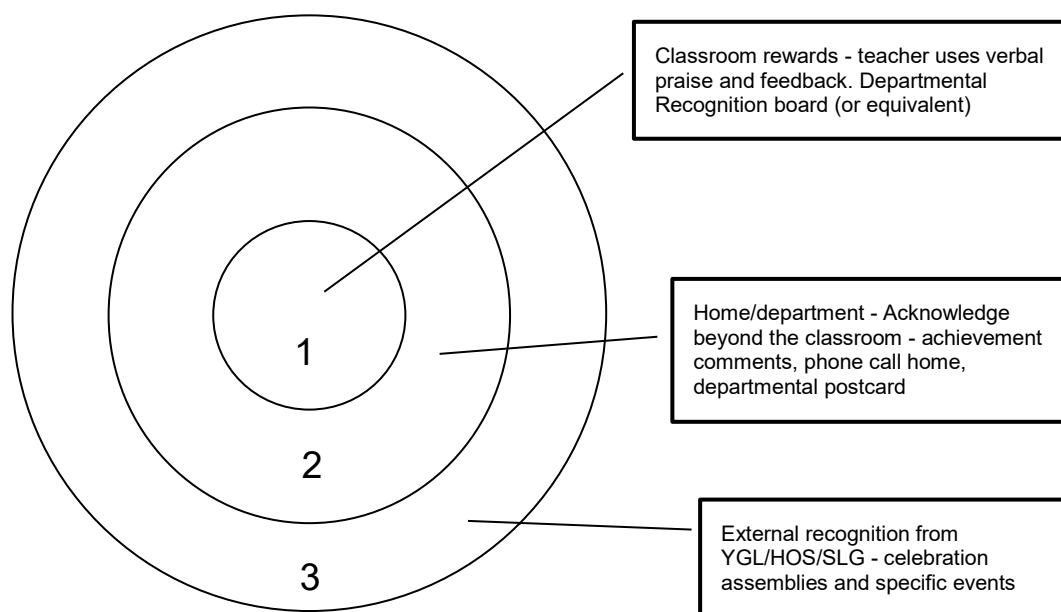 Classroom rewards - teacher uses verbal
praise and feedback. Departmental
Recognition board (or equivalent)
Home/department - Acknowledge
beyond the classroom - achievement
comments, phone call home,
departmental postcard
1
2
External recognition from
YGL/HOS/SLG - celebration
assemblies and specific events
3